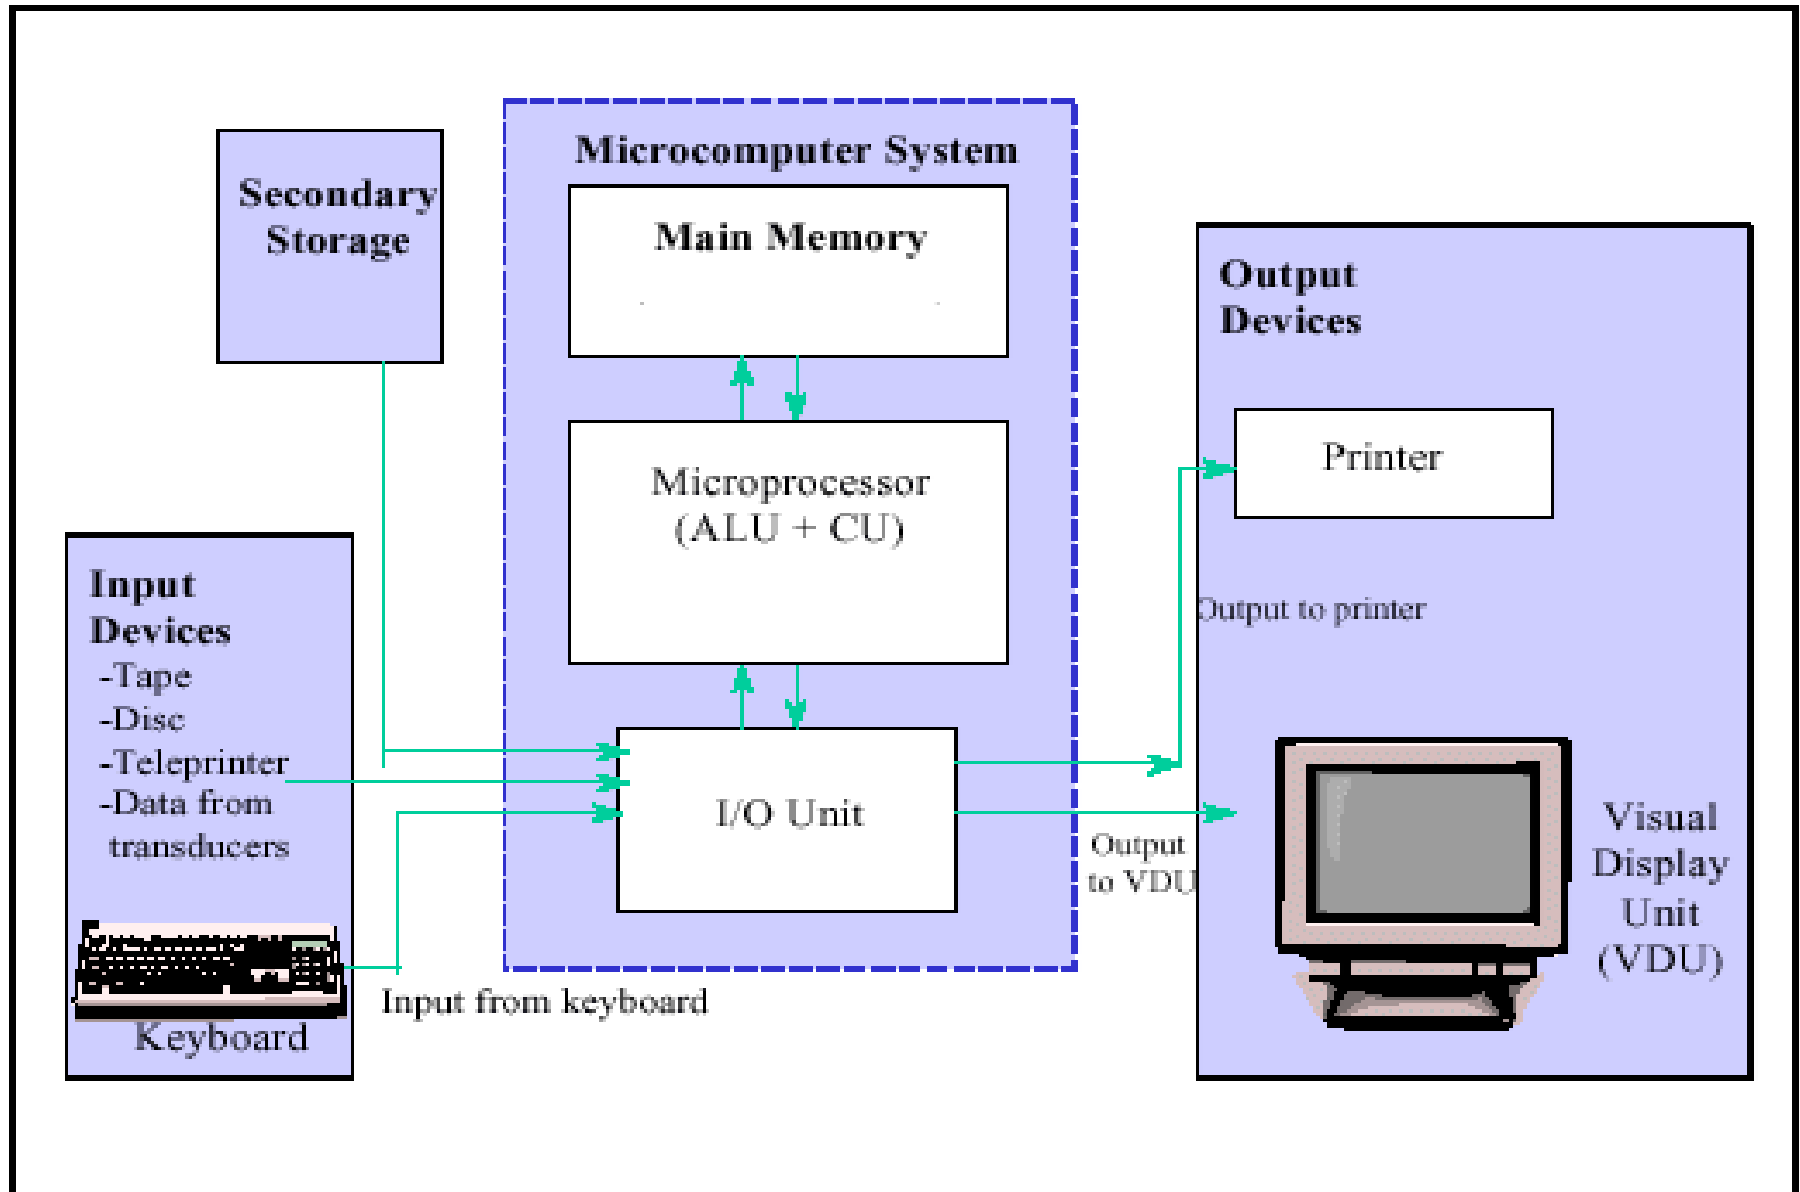 Secondary
Storage
Microcomputer System
Main Memory
Microprocessor
(ALU + CU)
I/O Unit
Input
Devices
-Tape
-Disc
-Teleprinter
-Data from
transducers
Keyboard
Input from keyboard
Output
Devices
Printer
Output to printer
Output
to VDU
Visual
Display
Unit
(VDU)